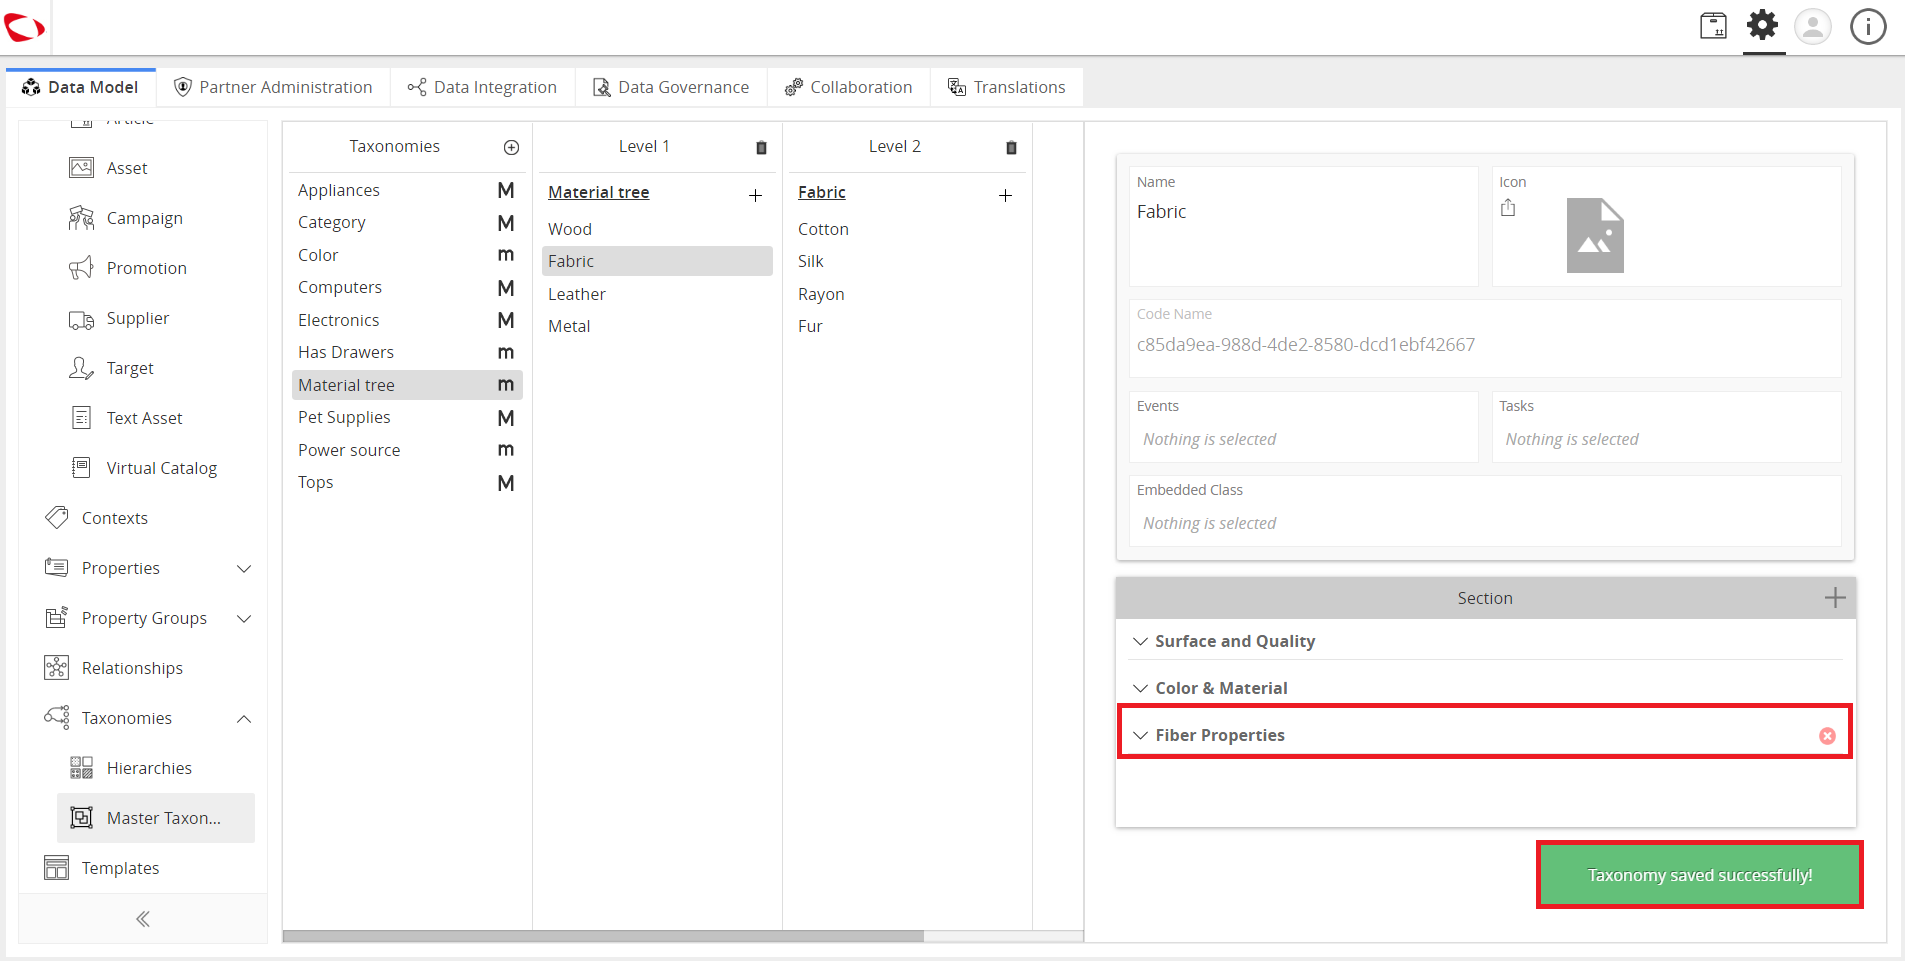 Data Model
Partner Administration
Data Integration
Data Governance
Collaboration
Translations
Article
Asset
Campaign
Promotion
Supplier
Target
Text Asset
Virtual Catalog
Contexts
Properties
Property Groups
Relationships
Taxonomies
Hierarchies
Master Taxon...
Templates
Taxonomies
Appliances M
Category M
Color m
Computers M
Electronics M
Has Drawers m
Material tree m
Pet Supplies M
Power source m
Tops M
Level 1
Material tree
Wood
Fabric
Leather
Metal
Level 2
Fabric
Cotton
Silk
Rayon
Fur
Name
Fabric
Icon
Code Name
c85da9ea-988d-4de2-8580-dcd1ebf42667
Events
Nothing is selected
Tasks
Nothing is selected
Embedded Class
Nothing is selected
Section
Surface and Quality
Color & Material
Fiber Properties
Taxonomy saved successfully!